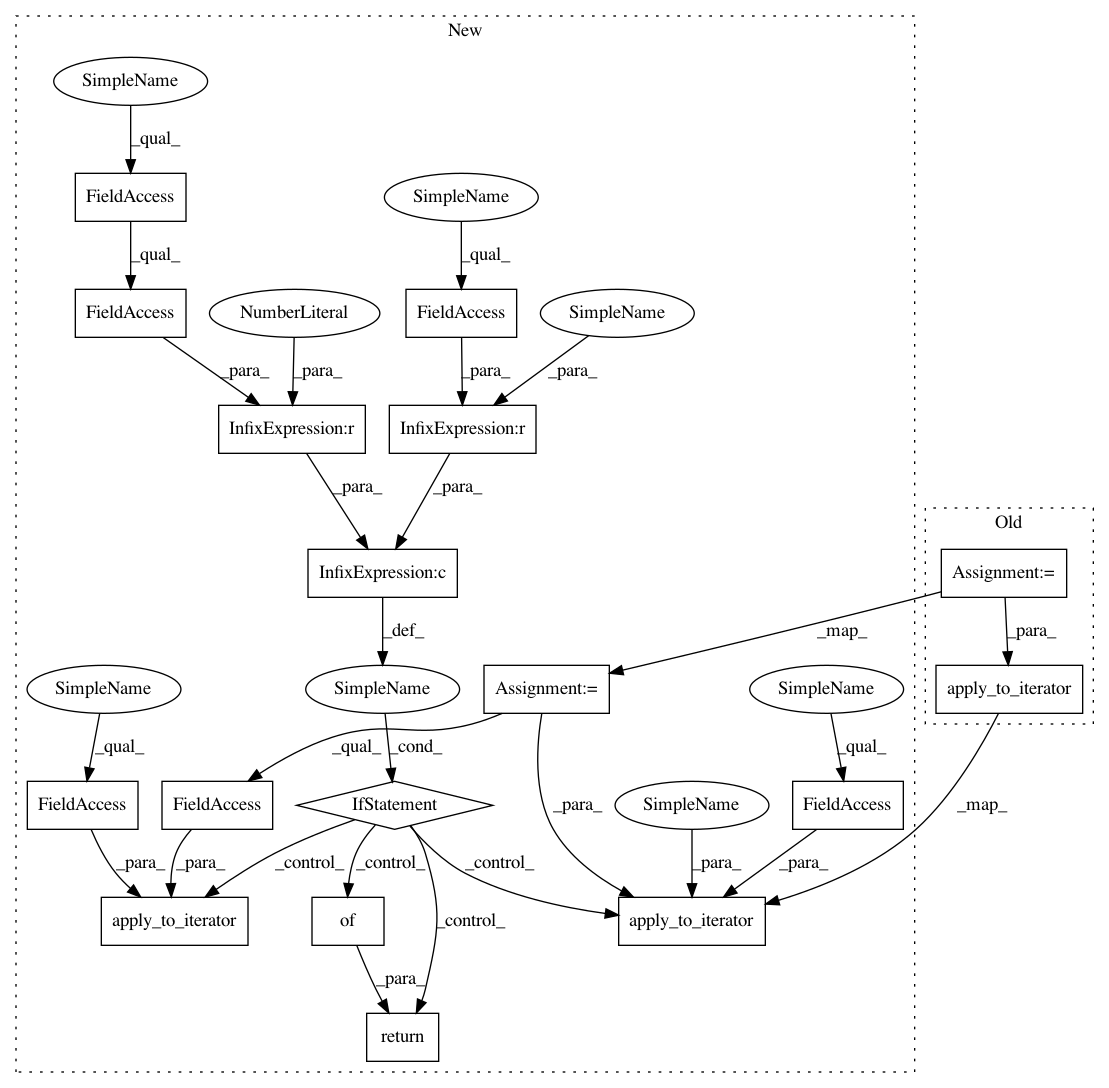 New
SimpleName
_qual_
FieldAccess
SimpleName
_qual_
_qual_
FieldAccess
NumberLiteral
FieldAccess
SimpleName
_para_
_para_
_para_
_para_
InfixExpression:r
InfixExpression:r
_para_
_para_
Old
InfixExpression:c
Assignment:=
_def_
_map_
_para_
SimpleName
SimpleName
Assignment:=
SimpleName
apply_to_iterator
_qual_
_qual_
_cond_
_qual_
FieldAccess
FieldAccess
IfStatement
_para_
SimpleName
FieldAccess
_map_
_para_
_para_
_control_
_control_
_control_
_para_
_para_
apply_to_iterator
of
_control_
apply_to_iterator
_para_
return